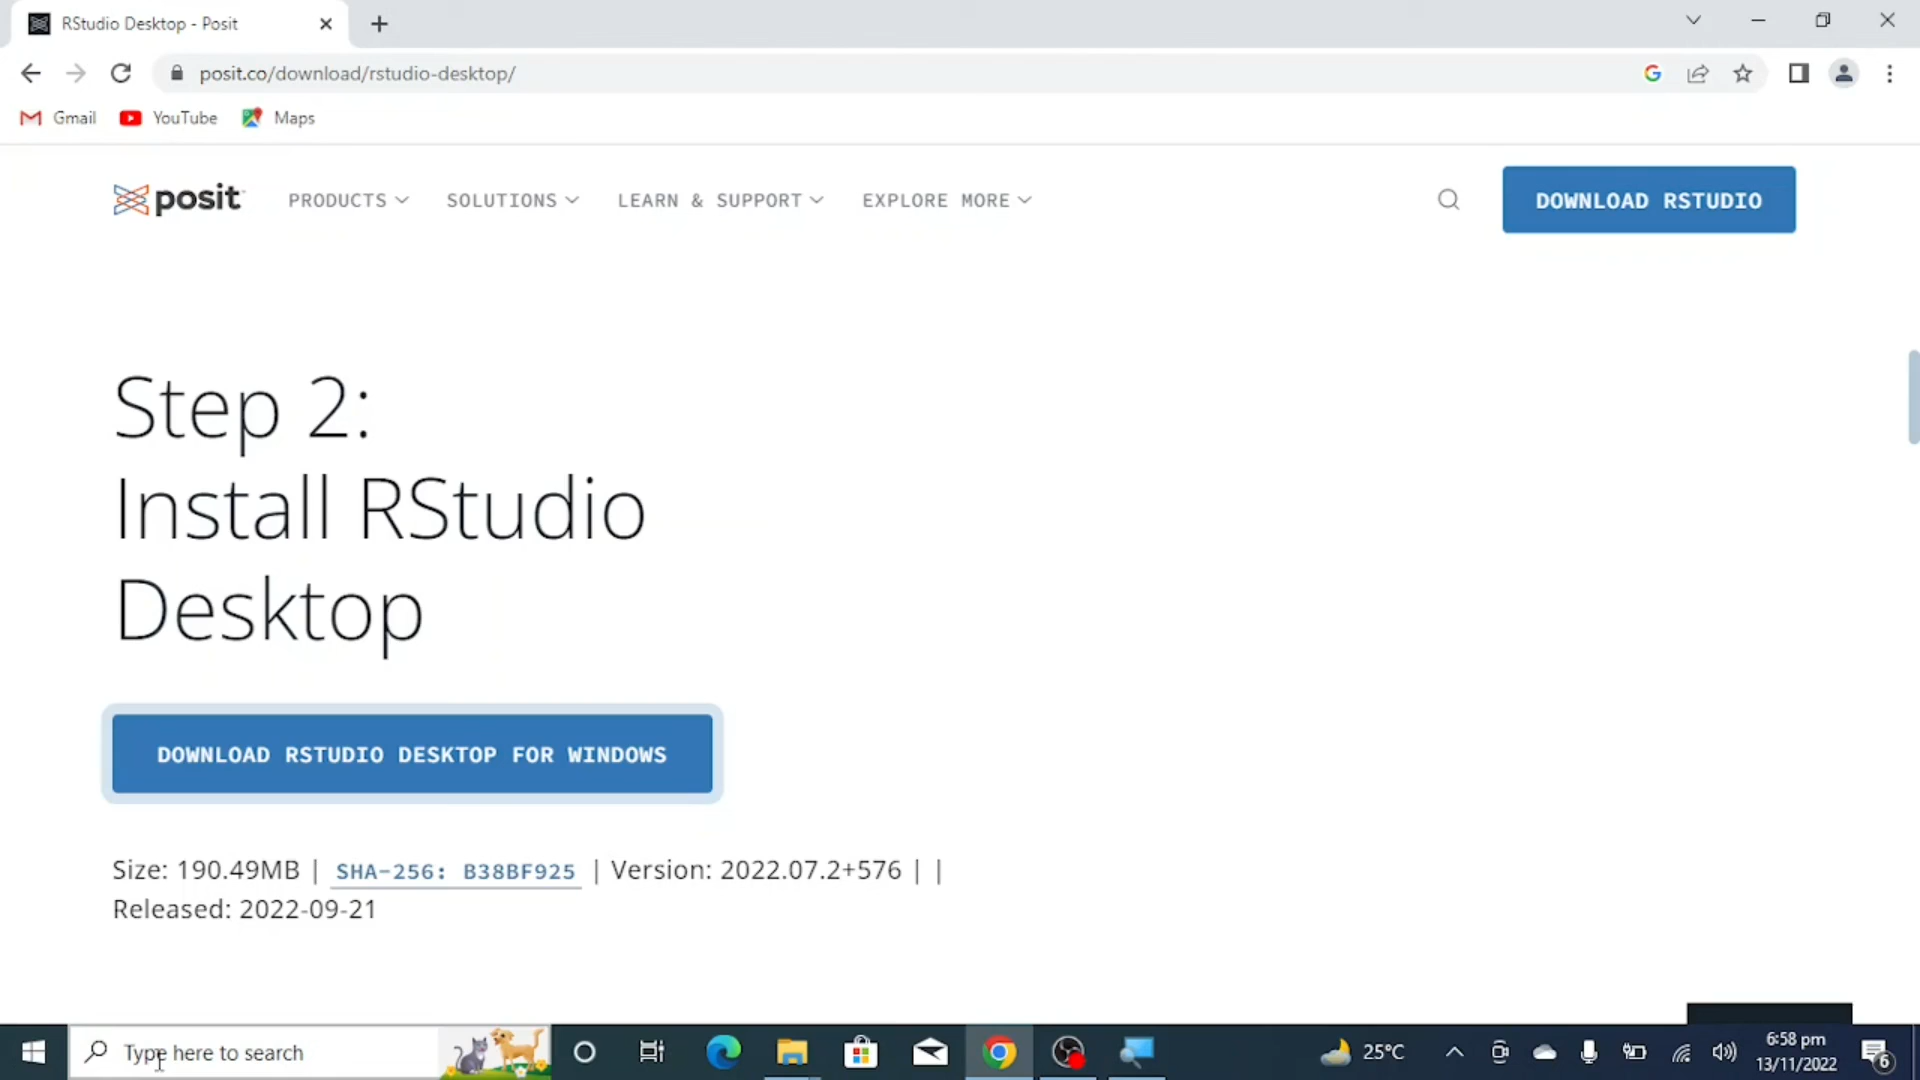 RStudio Desktop - Posit
posit.co/download/rstudio-desktop/
Gmail YouTube Maps
posit PRODUCTS SOLUTIONS LEARN & SUPPORT EXPLORE MORE DOWNLOAD RSTUDIO
Step 2:
Install RStudio
Desktop
DOWNLOAD RSTUDIO DESKTOP FOR WINDOWS
Size: 190.49MB | SHA-256: B38BF925 | Version: 2022.07.2+576 | |
Released: 2022-09-21
Type here to search
25°C
6:58 pm
13/11/2022
6